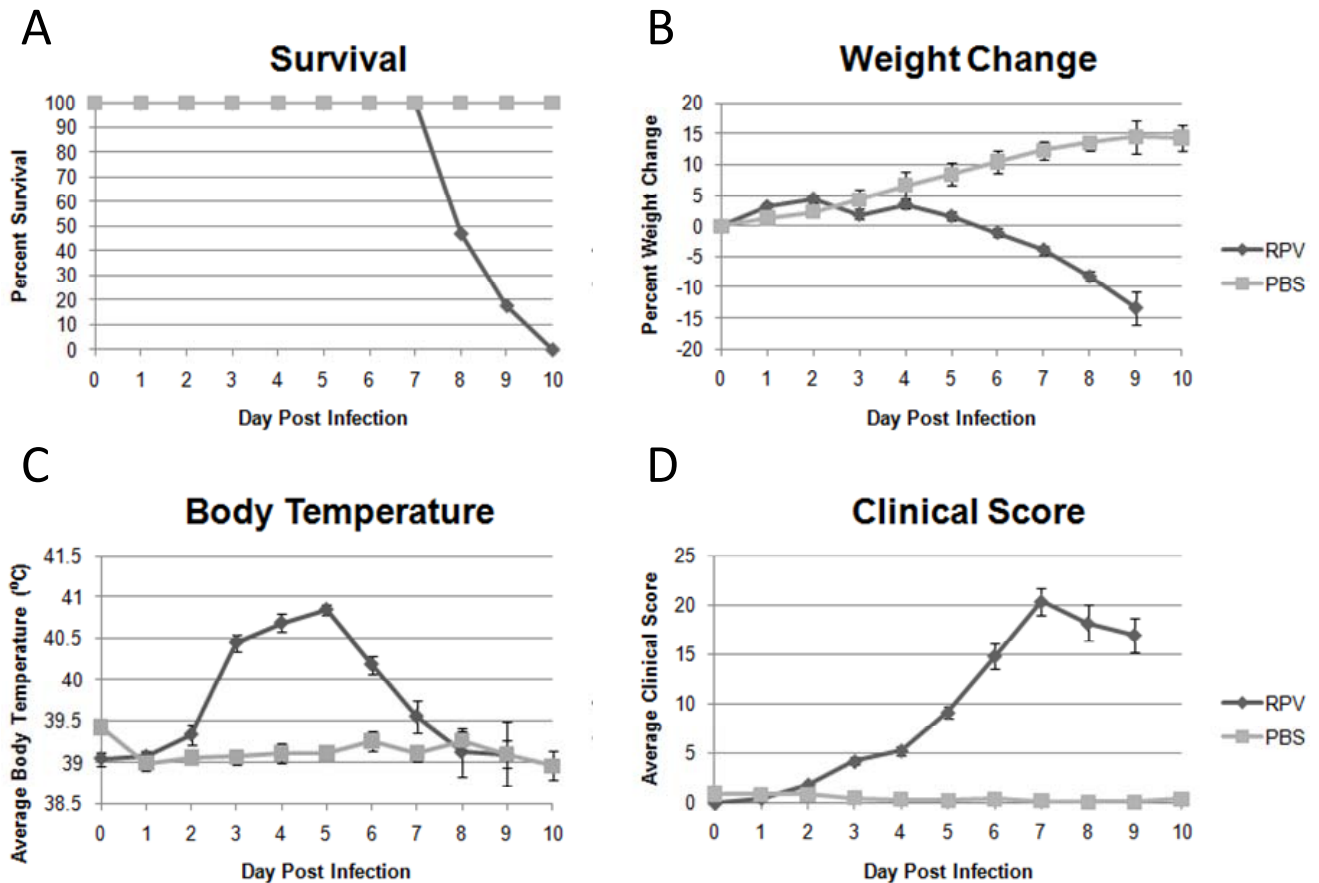 A
Survival
Percent Survival
100
90
80
70
60
50
40
30
20
10
0
0 1 2 3 4 5 6 7 8 9 10
Day Post Infection
B
Weight Change
Percent Weight Change
20
15
10
5
0
-5
-10
-15
-20
0 1 2 3 4 5 6 7 8 9 10
Day Post Infection
RPV
PBS
C
Body Temperature
Average Body Temperature (ºC)
41.5
41
40.5
40
39.5
39
38.5
0 1 2 3 4 5 6 7 8 9 10
Day Post Infection
D
Clinical Score
Average Clinical Score
25
20
15
10
5
0
0 1 2 3 4 5 6 7 8 9 10
Day Post Infection
RPV
PBS